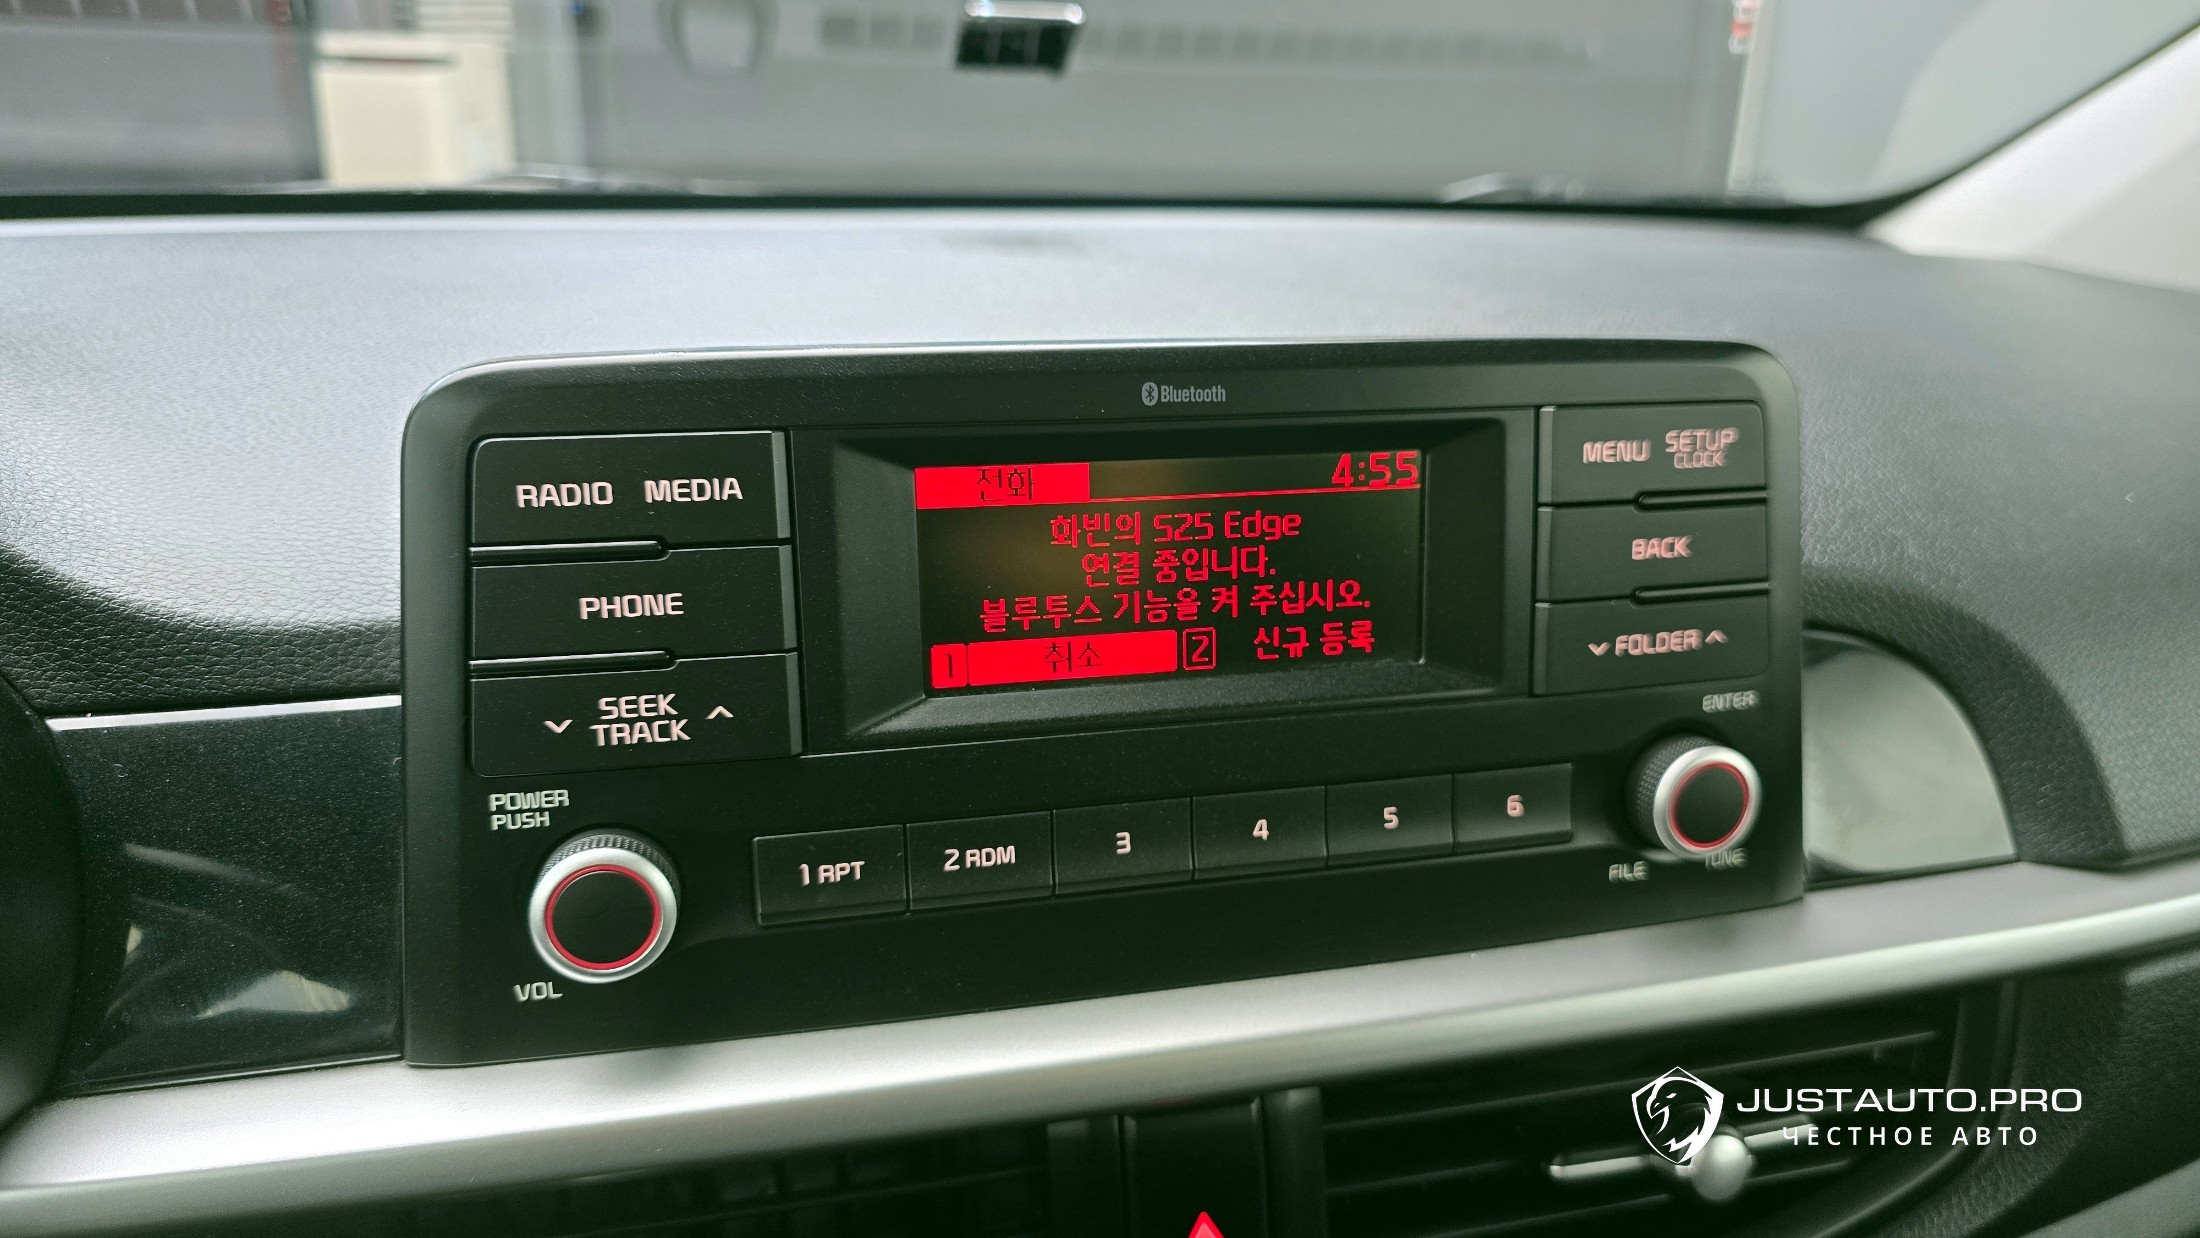 Bluetooth
RADIO MEDIA
PHONE
SEEK
TRACK
POWER
PUSH
VOL
전화 4:55
화빈의 S25 Edge
연결 중입니다.
블루투스 기능을 켜 주십시오.
1 취소 2 신규 등록
MENU SETUP
CLOCK
BACK
FOLDER
ENTER
FILE TUNE
1 RPT 2 RDM 3 4 5 6
JUSTAUTO.PRO
ЧЕСТНОЕ АВТО